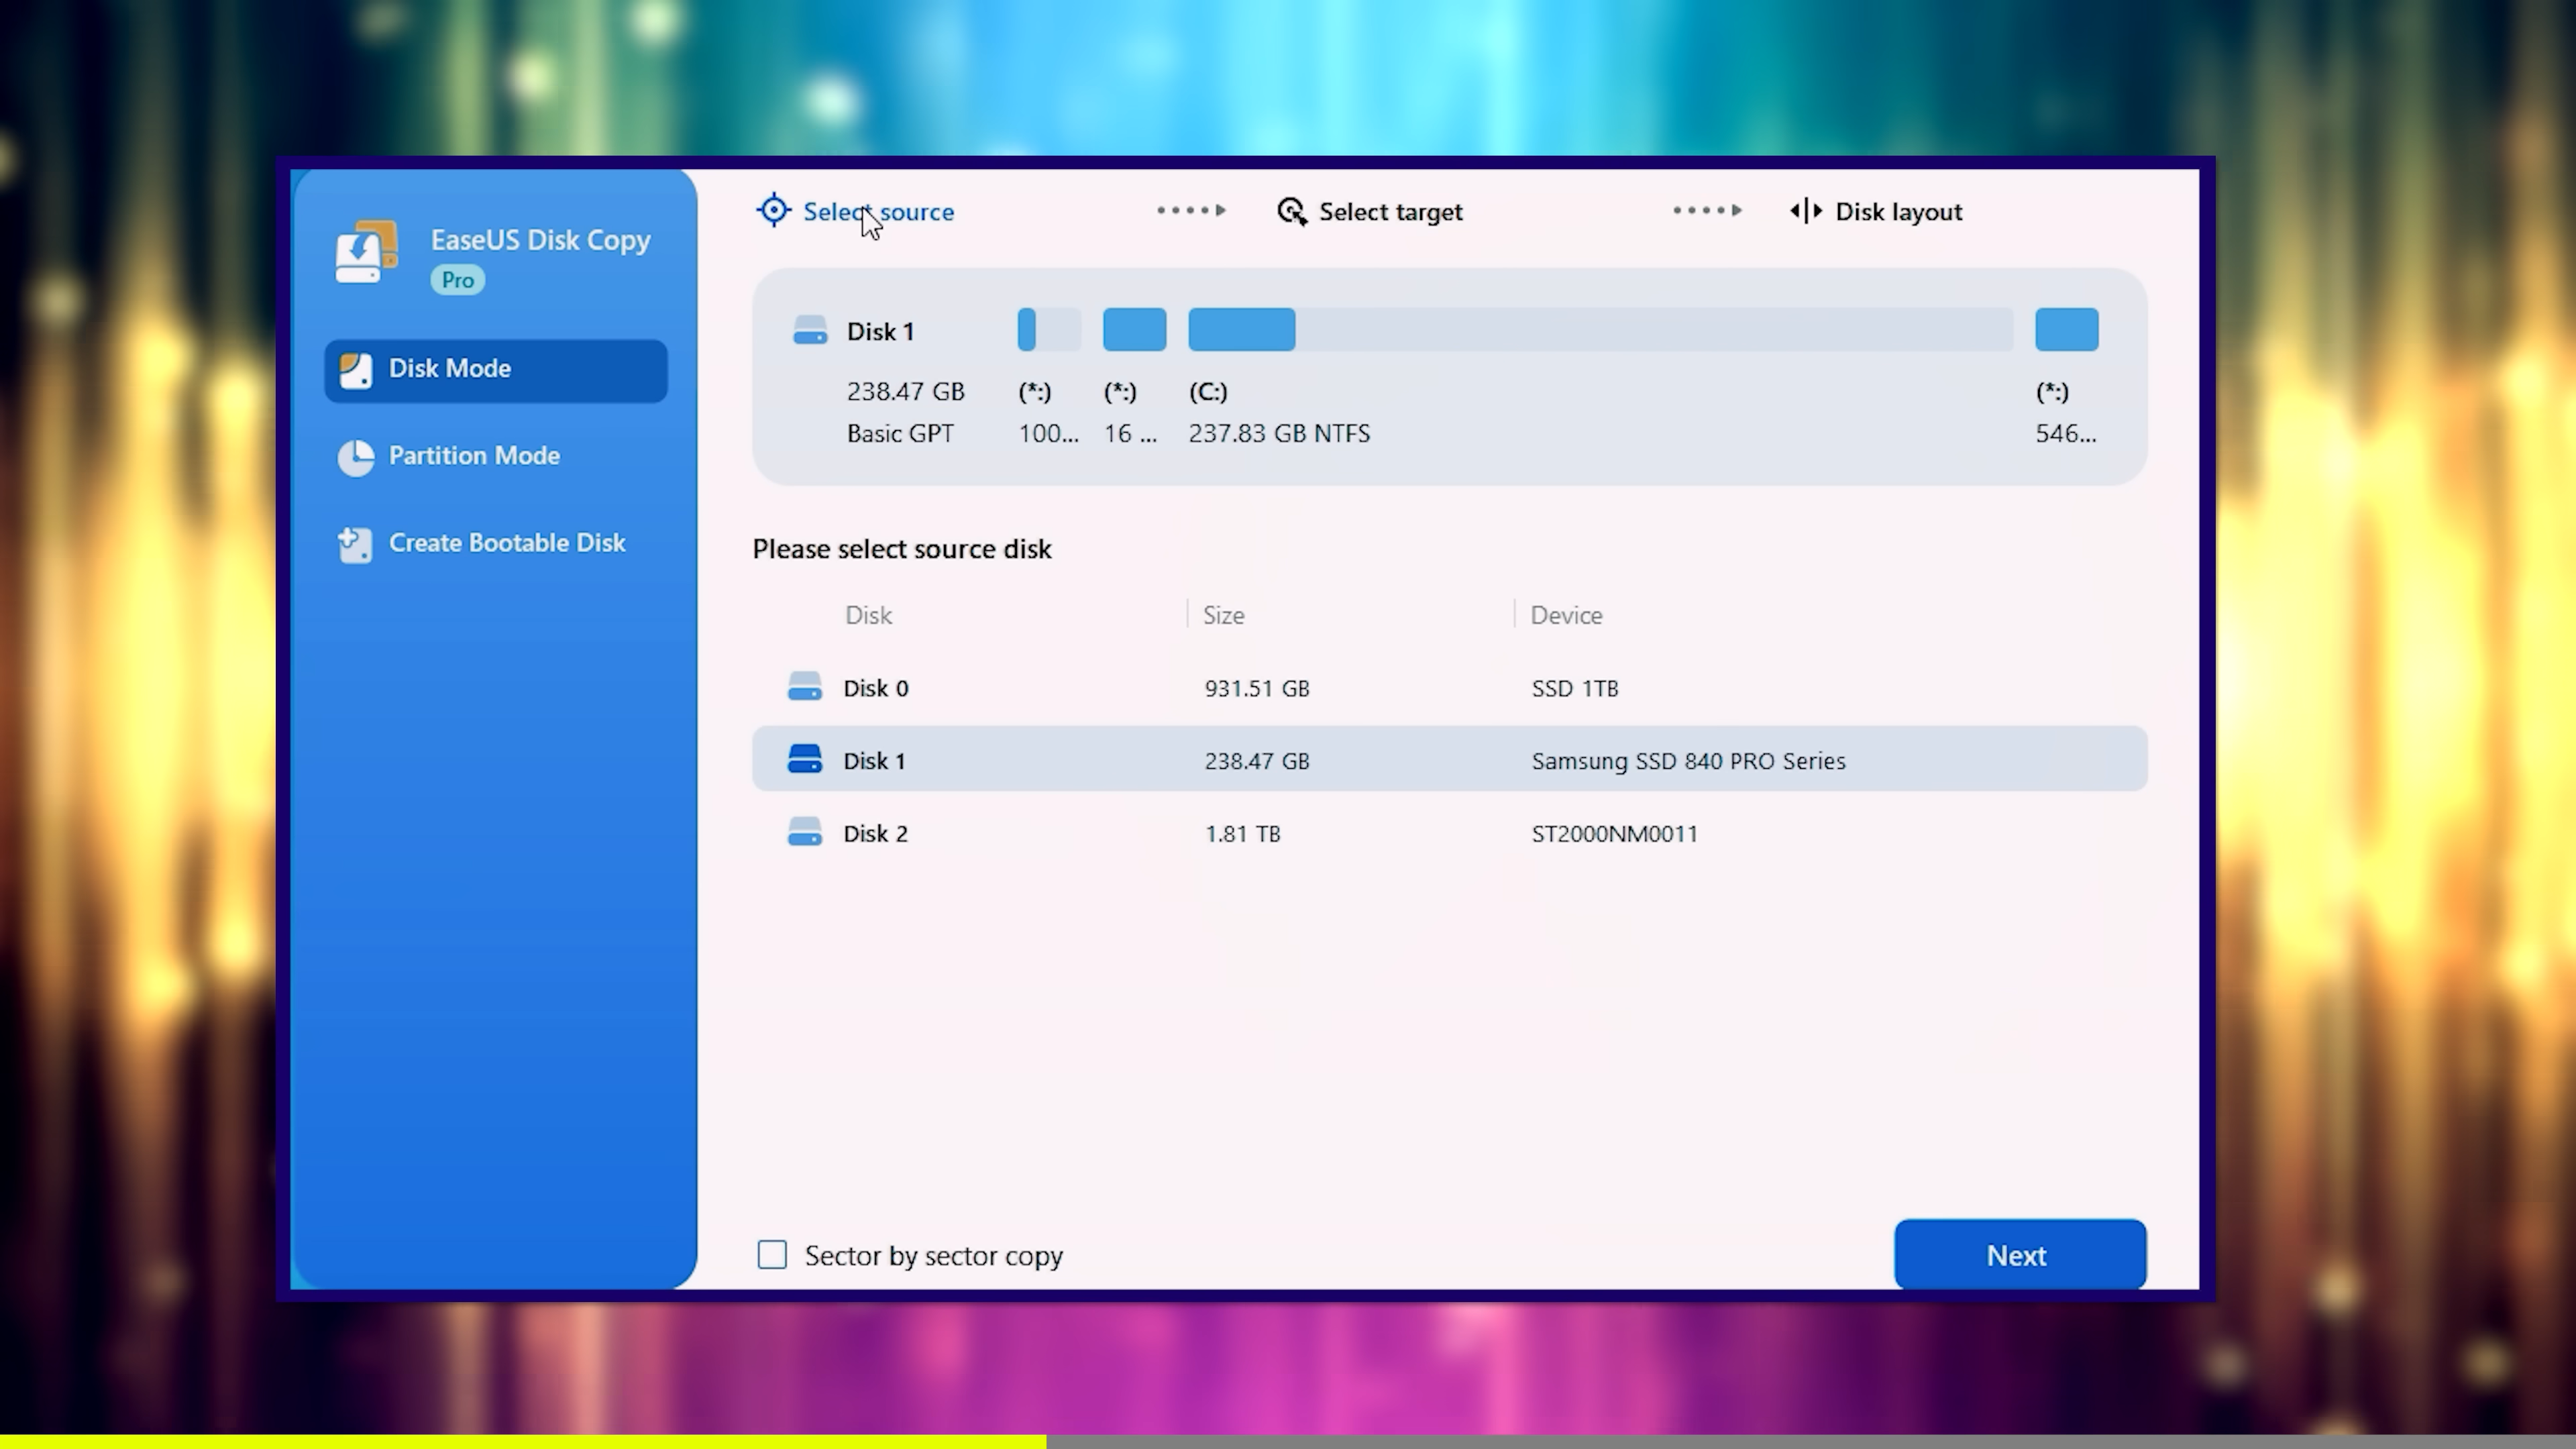 EaseUS Disk Copy
Pro
Disk Mode
Partition Mode
Create Bootable Disk
Select source
Select target
Disk layout
Disk 1
238.47 GB
Basic GPT
(*:)
100...
(*:)
16 ...
(C:)
237.83 GB NTFS
(*:)
546...
Please select source disk
Disk Size Device
Disk 0 931.51 GB SSD 1TB
Disk 1 238.47 GB Samsung SSD 840 PRO Series
Disk 2 1.81 TB ST2000NM0011
Sector by sector copy
Next